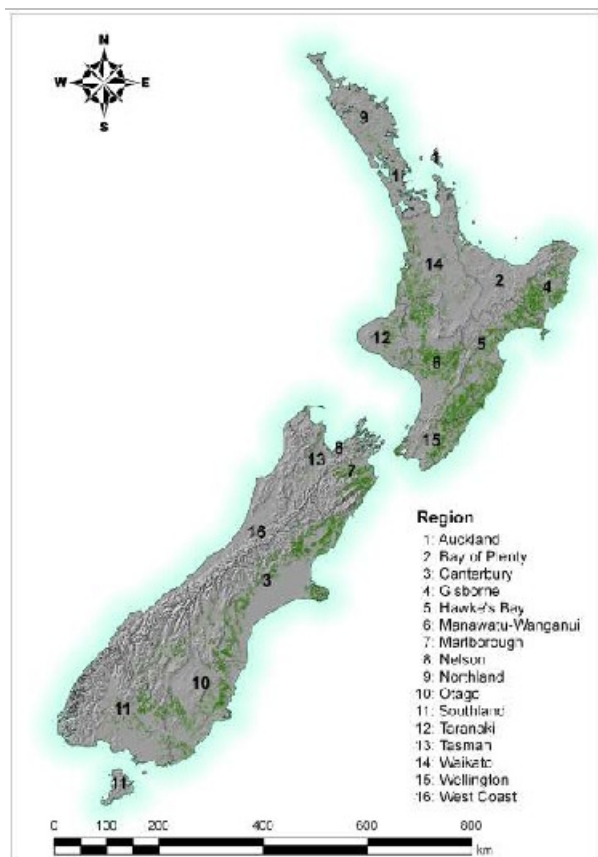 N
W E
S
9
1
1
14
2
4
12
5
6
15
8
13
7
16
3
10
11
11
Region
1: Auckland
2: Bay of Plenty
3: Canterbury
4: Gisborne
5: Hawke's Bay
6: Manawatu-Wanganui
7: Marlborough
8: Nelson
9: Northland
10: Otago
11: Southland
12: Taranaki
13: Tasman
14: Waikato
15: Wellington
16: West Coast
0 100 200 400 600 800
km